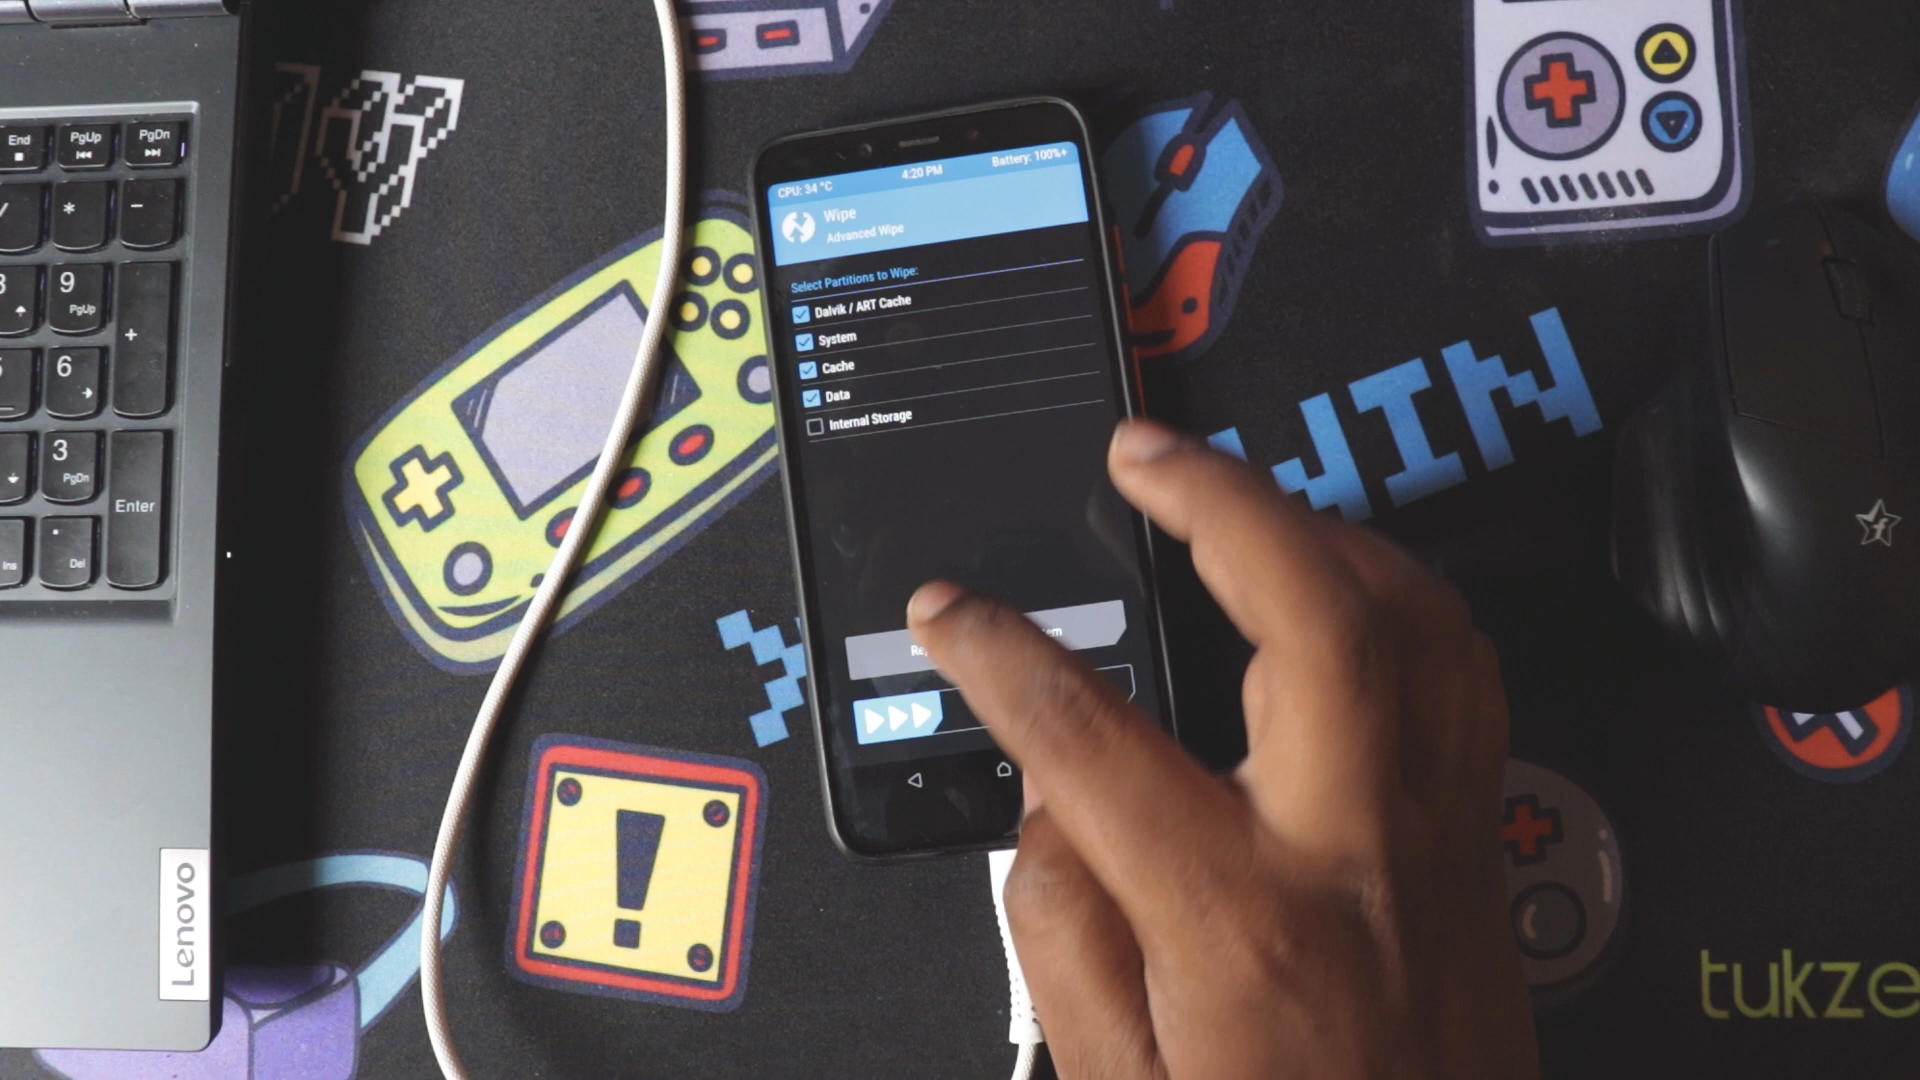 End
PgUp
PgDn
*
-
9
PgUp
+
6
3
PgDn
Enter
Ins
Del
Lenovo
CPU: 34 °C
4:20 PM
Battery: 100%+
Wipe
Advanced Wipe
Select Partitions to Wipe:
Dalvik / ART Cache
System
Cache
Data
Internal Storage
WIN
tukze